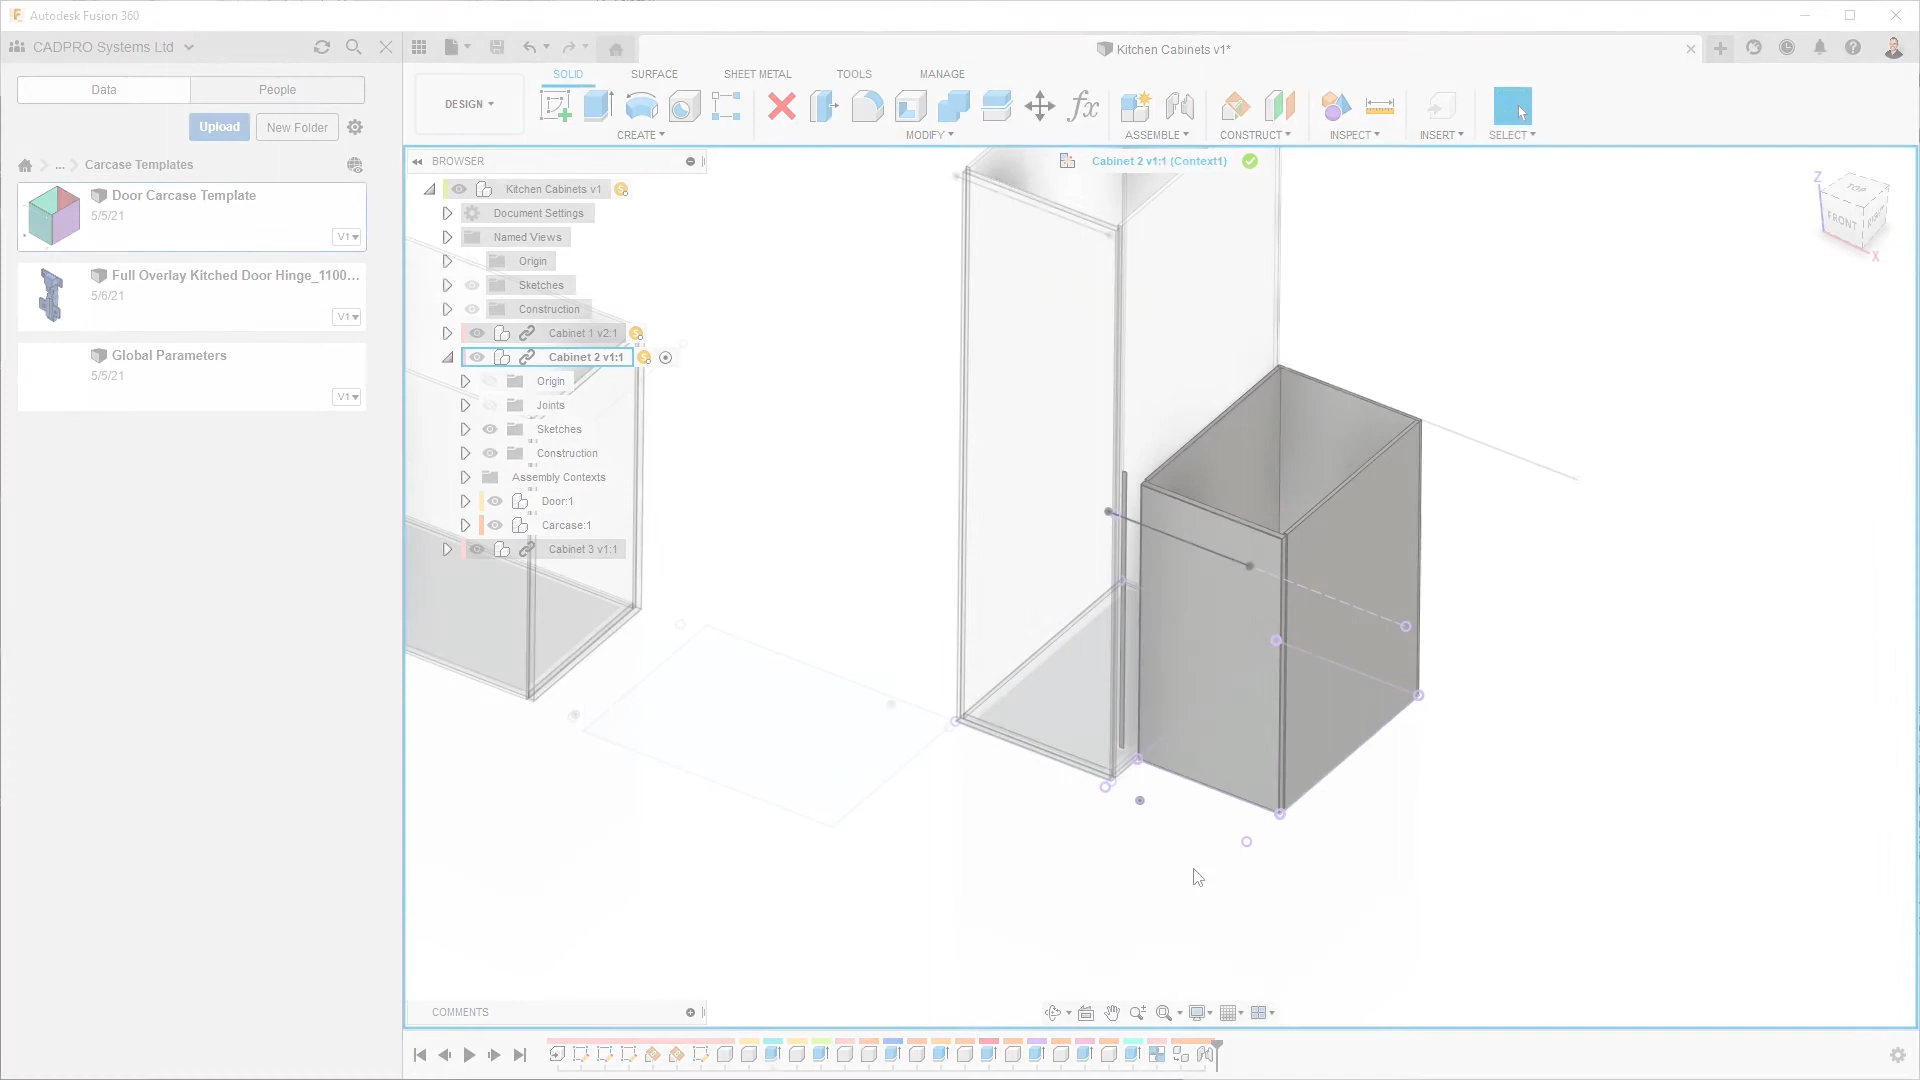 Autodesk Fusion 360
CADPRO Systems Ltd
Kitchen Cabinets v1*
Data
People
Upload
New Folder
... Carcase Templates
Door Carcase Template
5/5/21
V1
Full Overlay Kitched Door Hinge_1100...
5/6/21
V1
Global Parameters
5/5/21
V1
DESIGN
SOLID
SURFACE
SHEET METAL
TOOLS
MANAGE
CREATE
MODIFY
fx
ASSEMBLE
CONSTRUCT
INSPECT
INSERT
SELECT
BROWSER
Kitchen Cabinets v1
Document Settings
Named Views
Origin
Sketches
Construction
Cabinet 1 v2:1
Cabinet 2 v1:1
Origin
Joints
Sketches
Construction
Assembly Contexts
Door:1
Carcase:1
Cabinet 3 v1:1
Cabinet 2 v1:1 (Context1)
Z
TOP
FRONT
RIGHT
X
COMMENTS